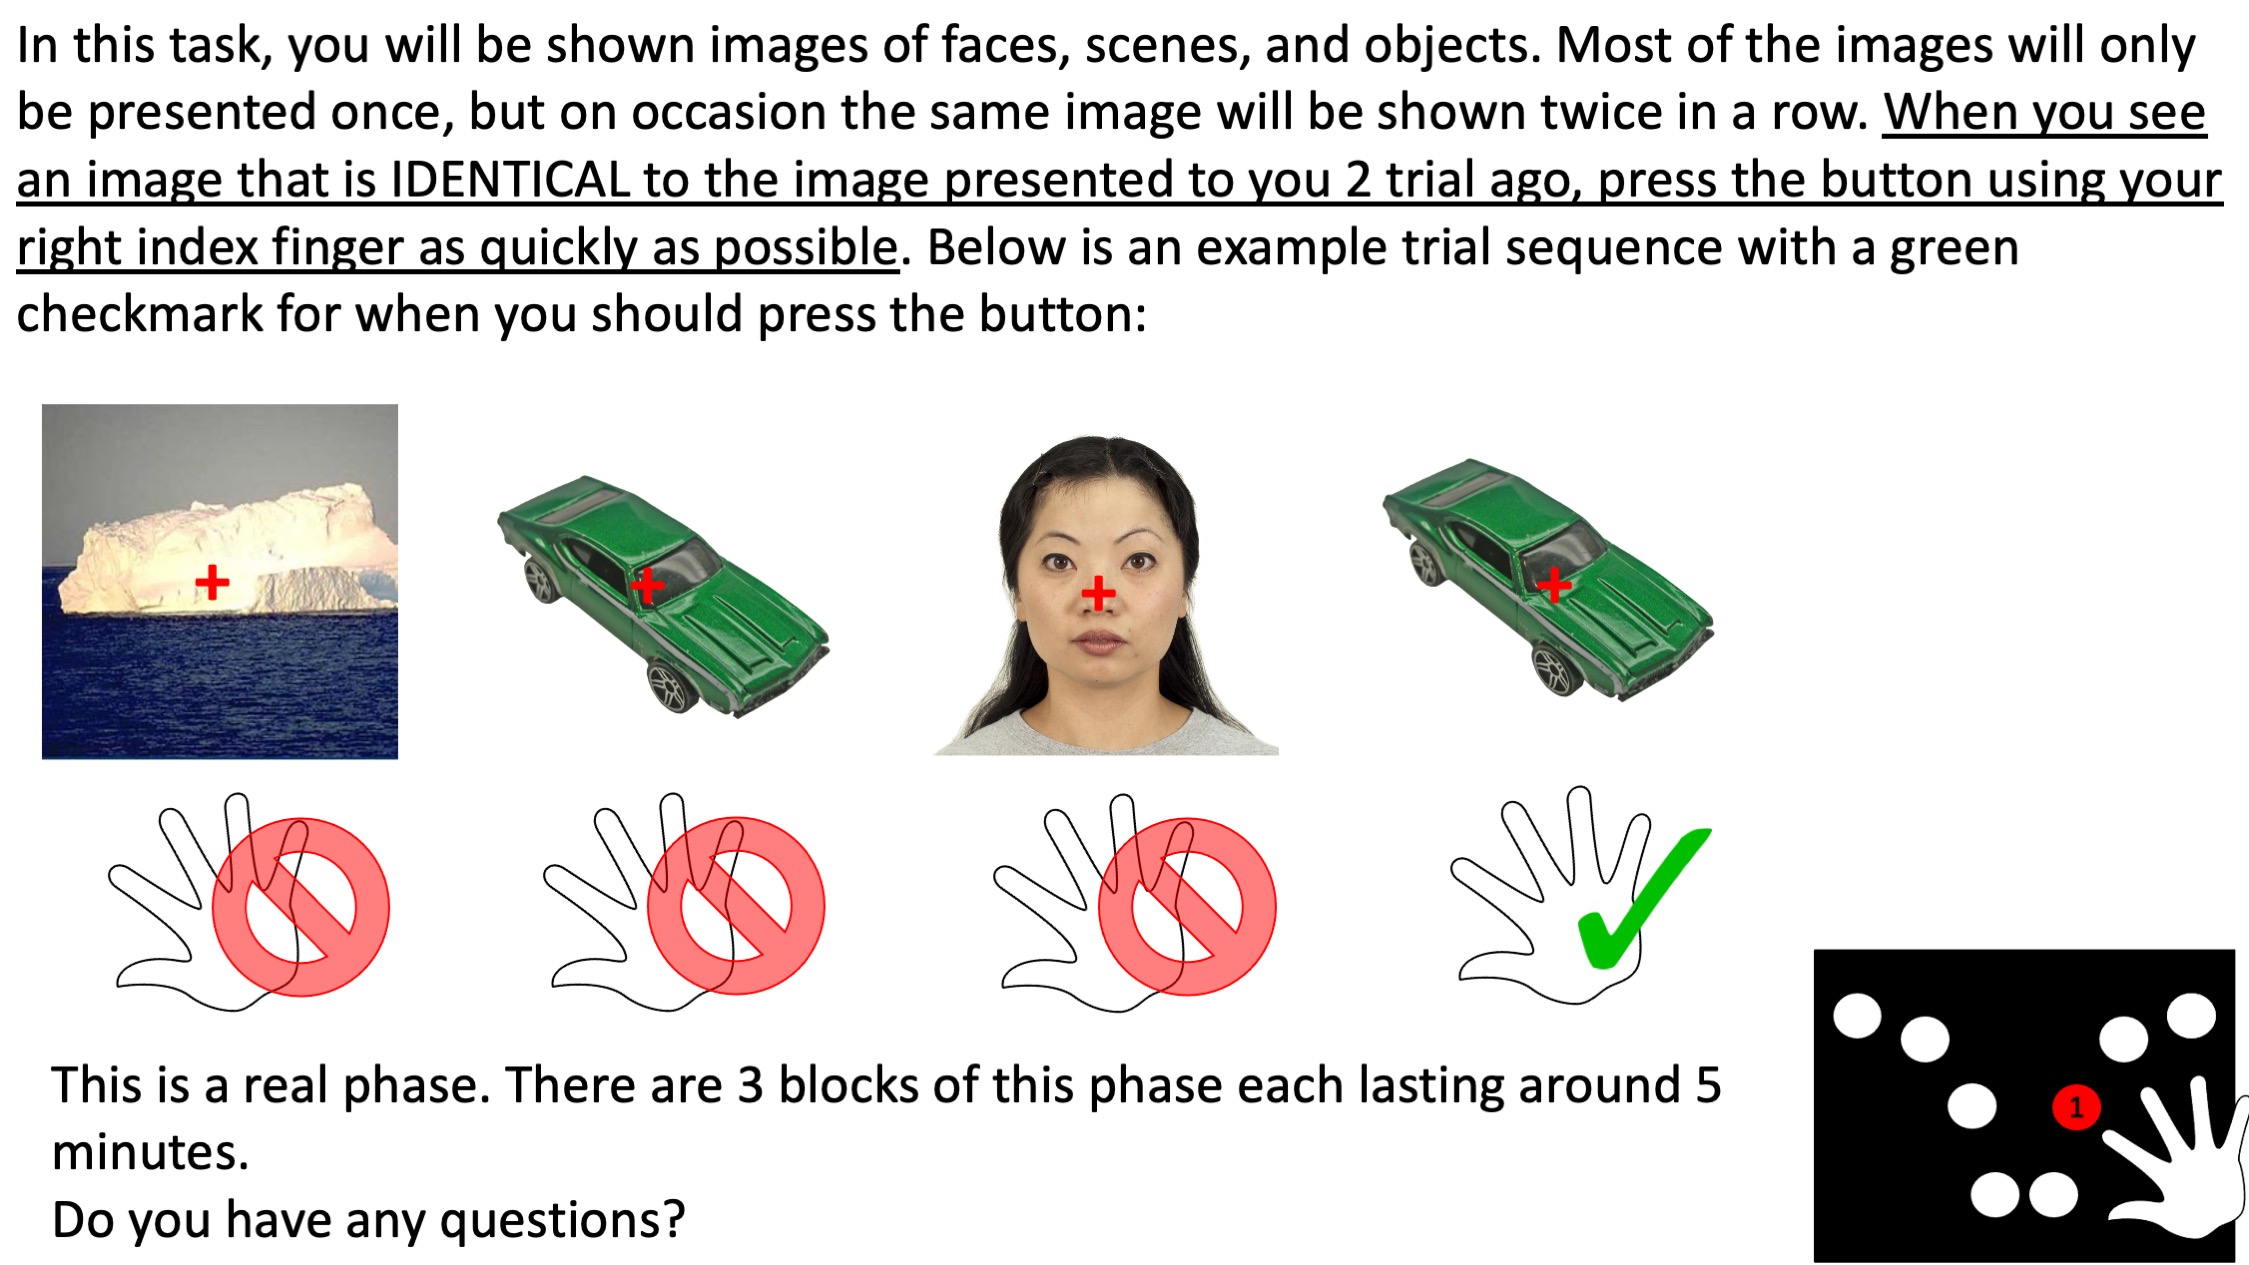 In this task, you will be shown images of faces, scenes, and objects. Most of the images will only
be presented once, but on occasion the same image will be shown twice in a row. When you see
an image that is IDENTICAL to the image presented to you 2 trial ago, press the button using your
right index finger as quickly as possible. Below is an example trial sequence with a green
checkmark for when you should press the button:
This is a real phase. There are 3 blocks of this phase each lasting around 5
minutes.
Do you have any questions?
1